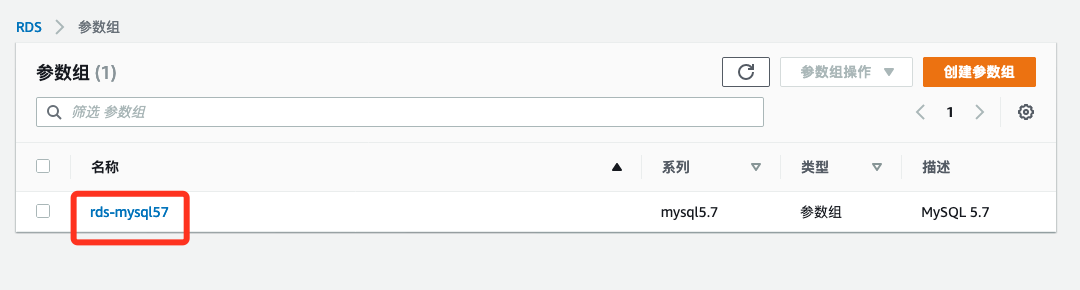 RDS > 参数组
参数组 (1)
参数组操作
创建参数组
筛选 参数组
1
名称 系列 类型 描述
rds-mysql57 mysql5.7 参数组 MySQL 5.7